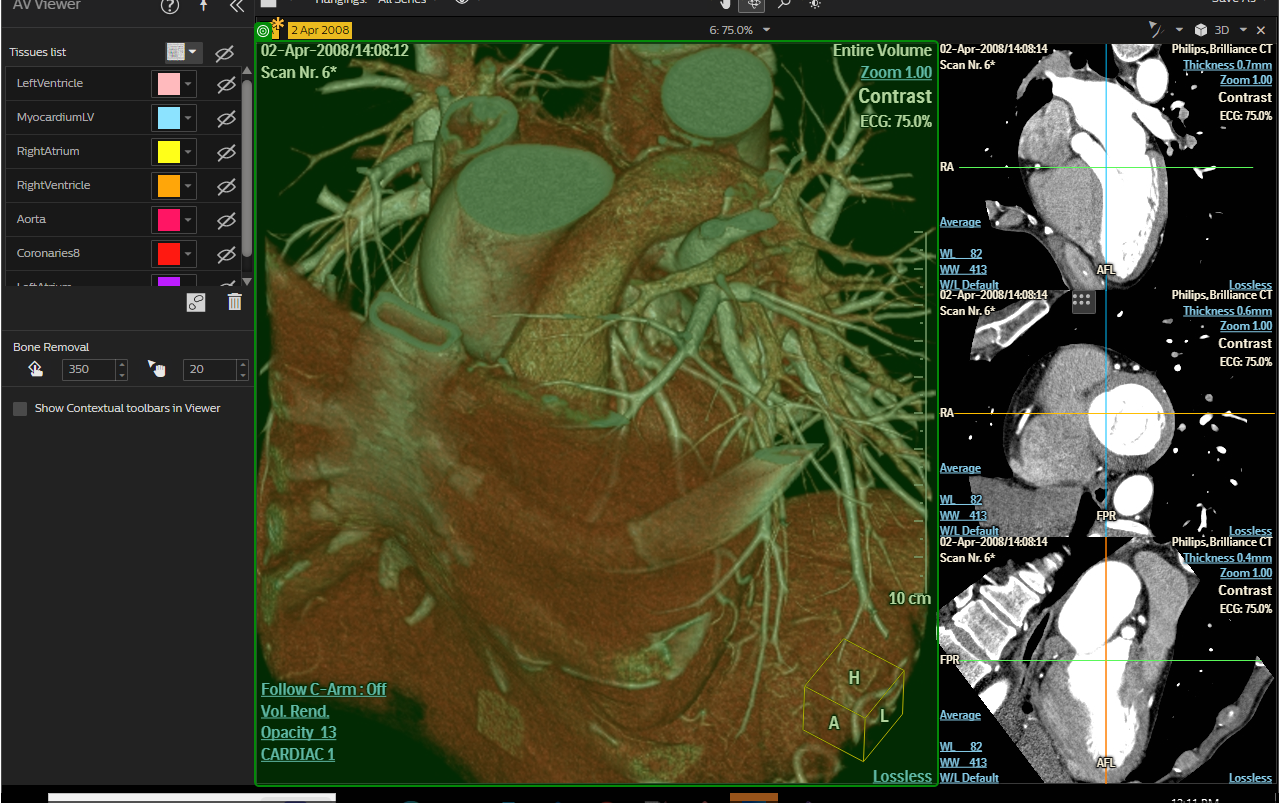 AV Viewer
Hangings: All Series
Save As
2 Apr 2008
6: 75.0%
3D
Tissues list
LeftVentricle
MyocardiumLV
RightAtrium
RightVentricle
Aorta
Coronaries8
LeftAtrium
Bone Removal
350
20
Show Contextual toolbars in Viewer
02-Apr-2008/14:08:12
Scan Nr. 6*
Entire Volume
Zoom 1.00
Contrast
ECG: 75.0%
10 cm
H
A
L
Follow C-Arm : Off
Vol. Rend.
Opacity 13
CARDIAC 1
Lossless
02-Apr-2008/14:08:14
Scan Nr. 6*
Philips, Brilliance CT
Thickness 0.7mm
Zoom 1.00
Contrast
ECG: 75.0%
RA
Average
WL 82
WW 413
W/L Default
AFL
Lossless
02-Apr-2008/14:08:14
Scan Nr. 6*
Philips, Brilliance CT
Thickness 0.6mm
Zoom 1.00
Contrast
ECG: 75.0%
RA
Average
WL 82
WW 413
W/L Default
FPR
Lossless
02-Apr-2008/14:08:14
Scan Nr. 6*
Philips, Brilliance CT
Thickness 0.4mm
Zoom 1.00
Contrast
ECG: 75.0%
FPR
Average
WL 82
WW 413
W/L Default
AFL
Lossless